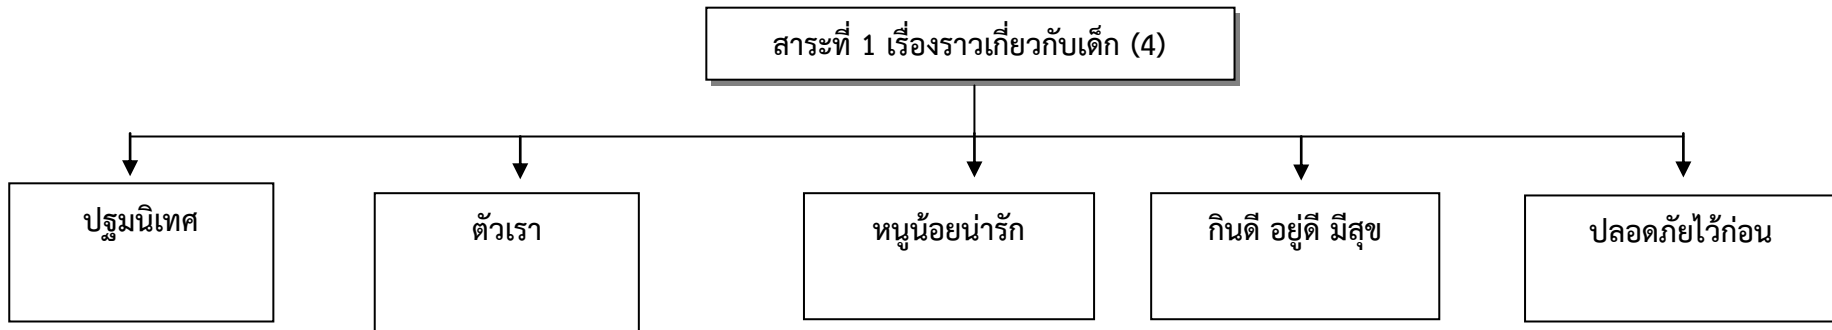 สาระที่ 1 เรื่องราวเกี่ยวกับเด็ก (4)
ปฐมนิเทศ
ตัวเรา
หนูน้อยน่ารัก
กินดี อยู่ดี มีสุข
ปลอดภัยไว้ก่อน